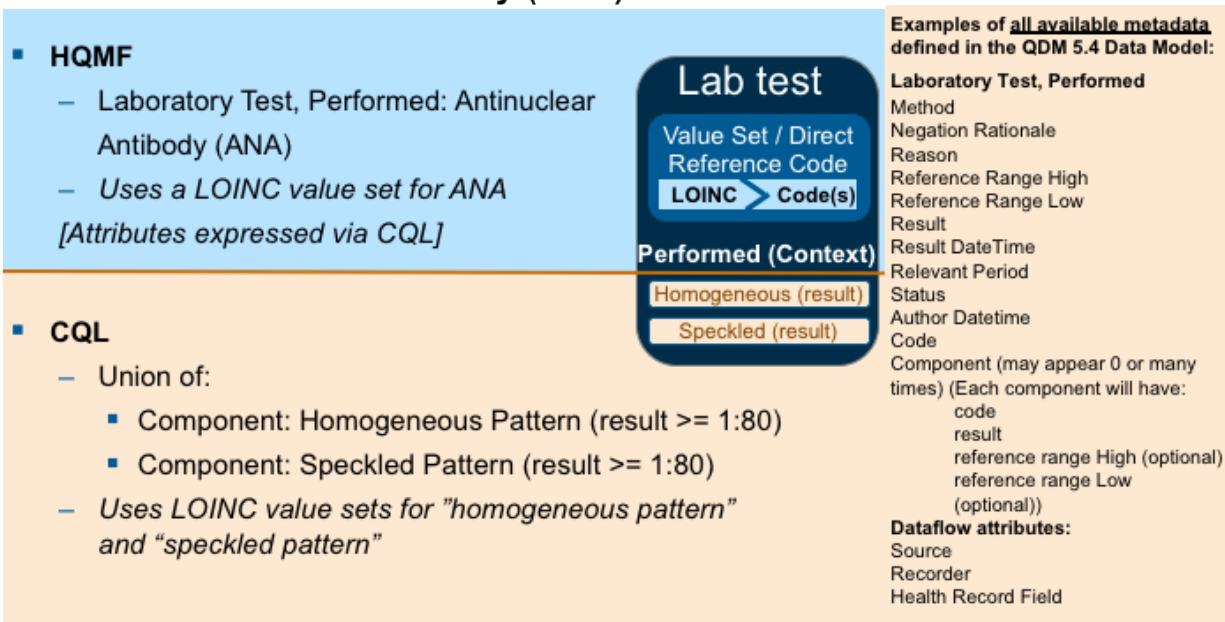 HQMF
– Laboratory Test, Performed: Antinuclear
Antibody (ANA)
– Uses a LOINC value set for ANA
[Attributes expressed via CQL]
CQL
– Union of:
Component: Homogeneous Pattern (result >= 1:80)
Component: Speckled Pattern (result >= 1:80)
– Uses LOINC value sets for ”homogeneous pattern”
and “speckled pattern”
Lab test
Value Set / Direct
Reference Code
LOINC Code(s)
Performed (Context)
Homogeneous (result)
Speckled (result)
Examples of all available metadata
defined in the QDM 5.4 Data Model:
Laboratory Test, Performed
Method
Negation Rationale
Reason
Reference Range High
Reference Range Low
Result
Result DateTime
Relevant Period
Status
Author Datetime
Code
Component (may appear 0 or many
times) (Each component will have:
code
result
reference range High (optional)
reference range Low
(optional))
Dataflow attributes:
Source
Recorder
Health Record Field